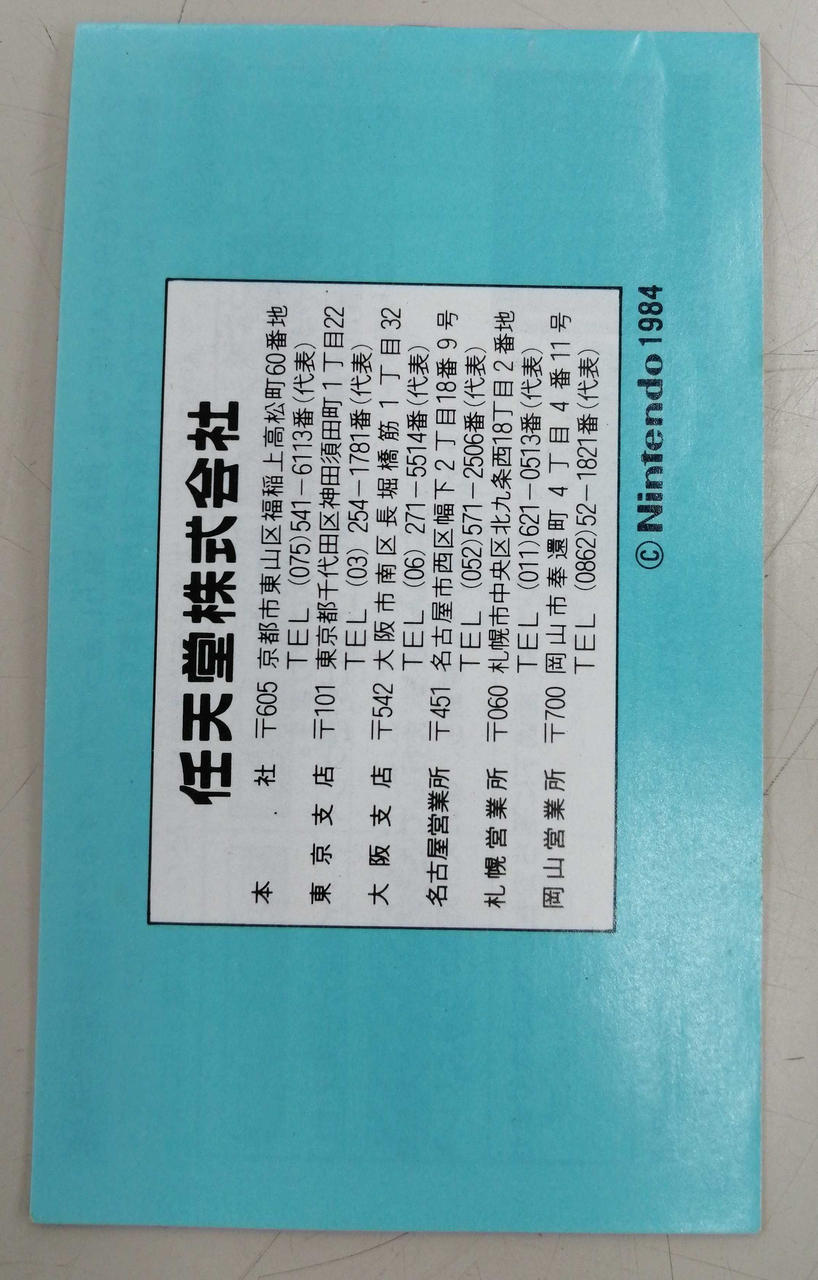 任天堂株式会社
本社 〒605 京都市東山区福稲上高松町60番地
TEL (075)541-6113番(代表)
東京支店 〒101 東京都千代田区神田須田町1丁目22
TEL (03) 254-1781番(代表)
大阪支店 〒542 大阪市南区長堀橋筋1丁目32
TEL (06) 271-5514番(代表)
名古屋営業所 〒451 名古屋市西区幅下2丁目18番9号
TEL (052)571-2506番(代表)
札幌営業所 〒060 札幌市中央区北九条西18丁目2番地
TEL (011)621-0513番(代表)
岡山営業所 〒700 岡山市奉還町4丁目4番11号
TEL (0862)52-1821番(代表)
©Nintendo 1984